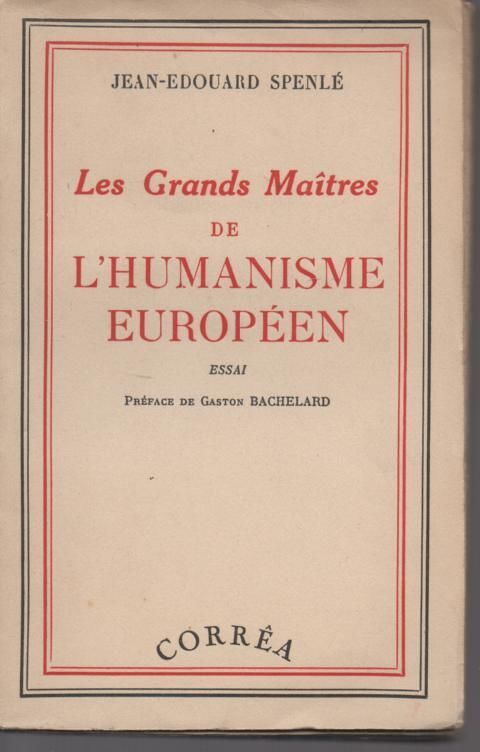 JEAN-EDOUARD SPENLÉ
Les Grands Maîtres
DE
L'HUMANISME
EUROPÉEN
ESSAI
PRÉFACE DE GASTON BACHELARD
CORRÊA